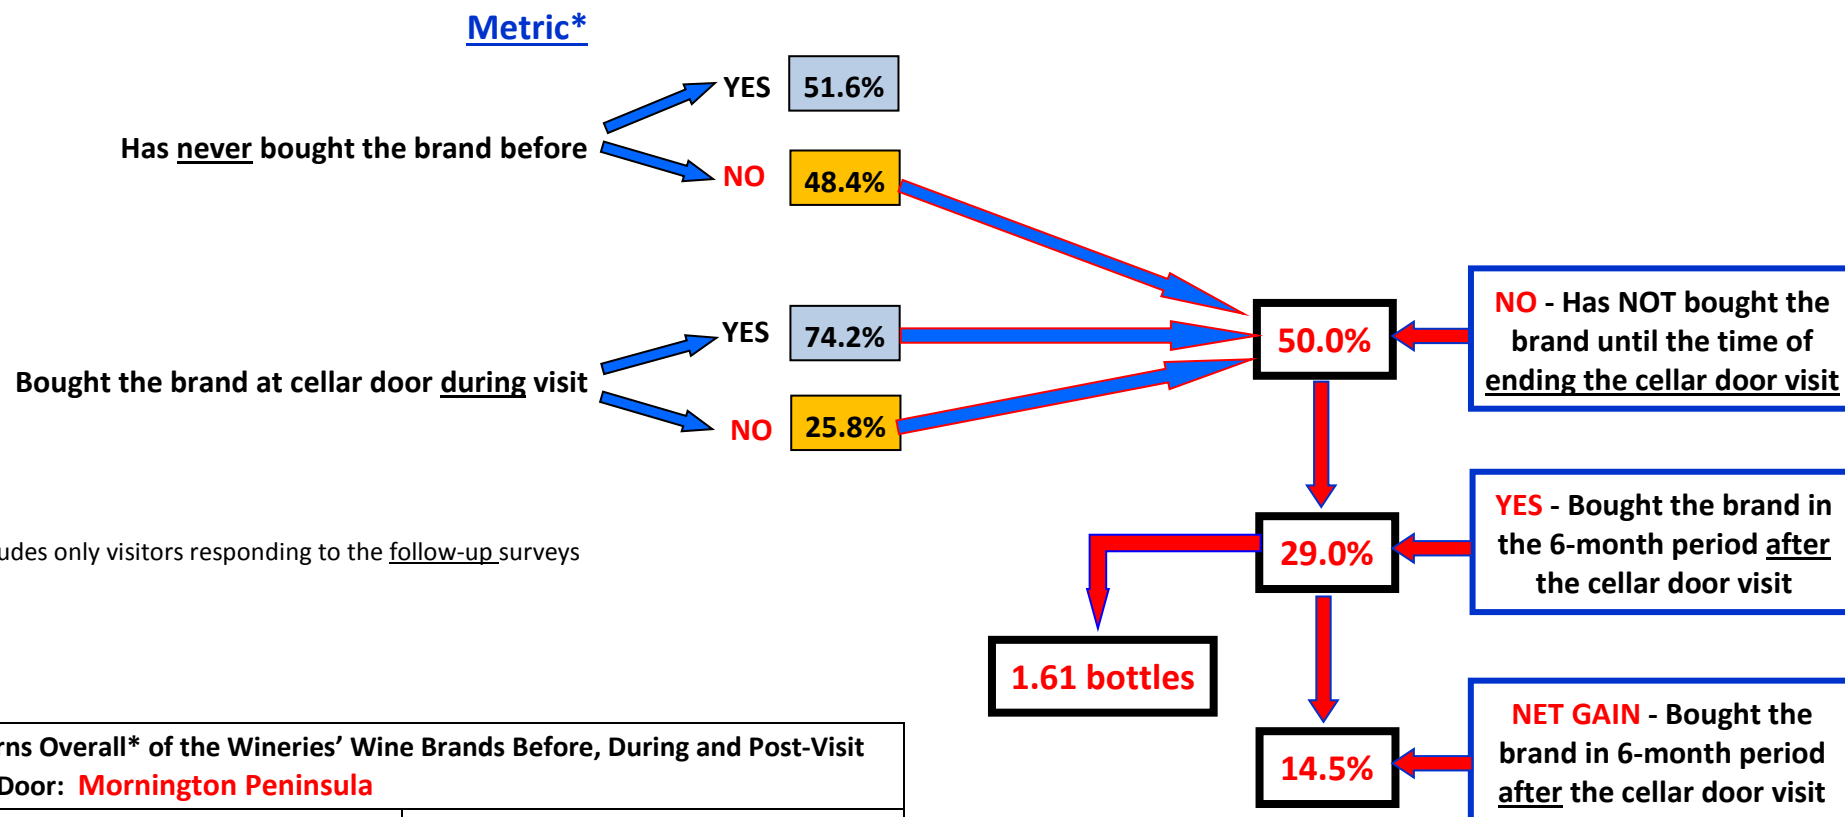 Metric*
YES 51.6%
Has never bought the brand before
NO 48.4%
YES 74.2%
Bought the brand at cellar door during visit
NO 25.8%
50.0%
NO - Has NOT bought the
brand until the time of
ending the cellar door visit
29.0%
YES - Bought the brand in
the 6-month period after
the cellar door visit
udes only visitors responding to the follow-up surveys
1.61 bottles
14.5%
NET GAIN - Bought the
brand in 6-month period
after the cellar door visit
rns Overall* of the Wineries' Wine Brands Before, During and Post-Visit
Door: Mornington Peninsula